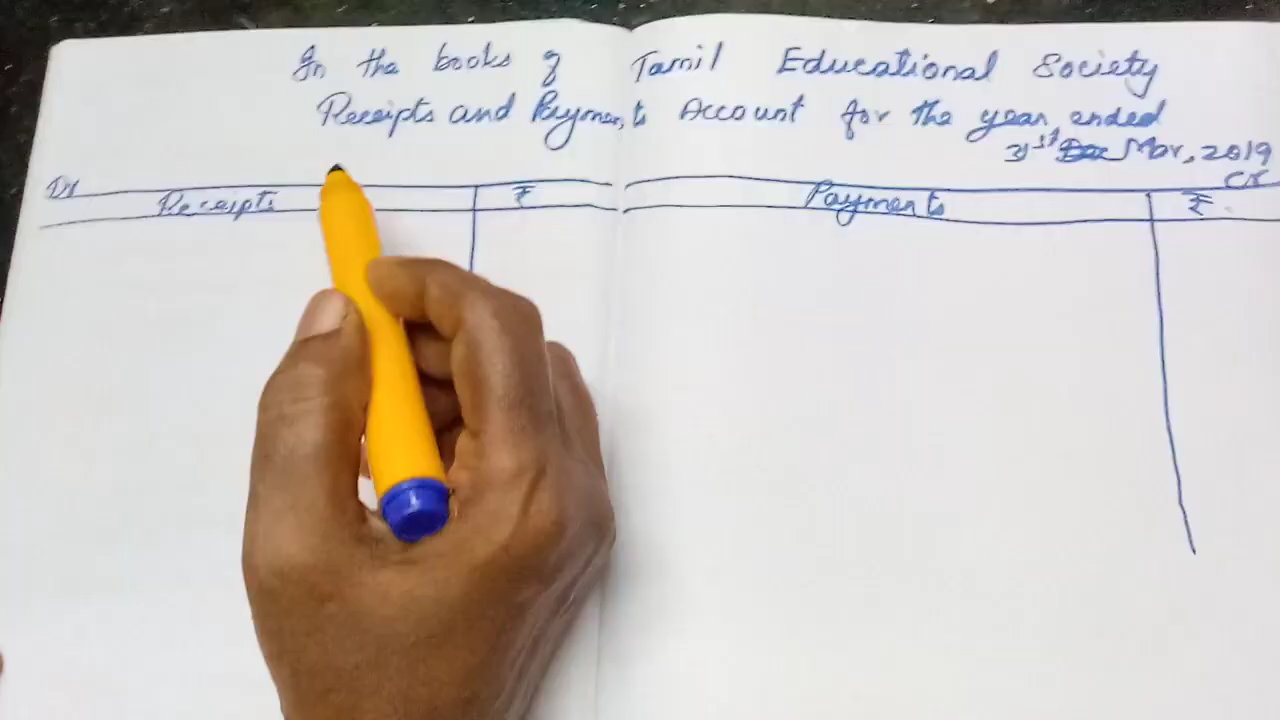 In the books of Tamil Educational Society
Receipts and Payments Account for the year ended
31st Mar, 2019
Dr Cr
Receipts ₹ Payments ₹